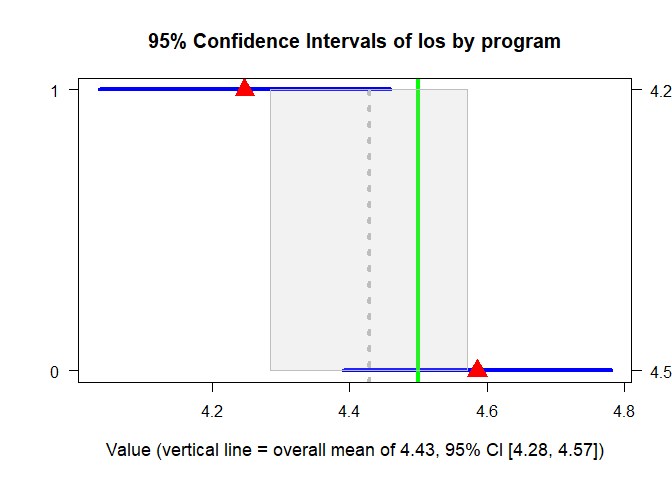 95% Confidence Intervals of los by program
1
4.2
0
4.5
4.2 4.4 4.6 4.8
Value (vertical line = overall mean of 4.43, 95% CI [4.28, 4.57])